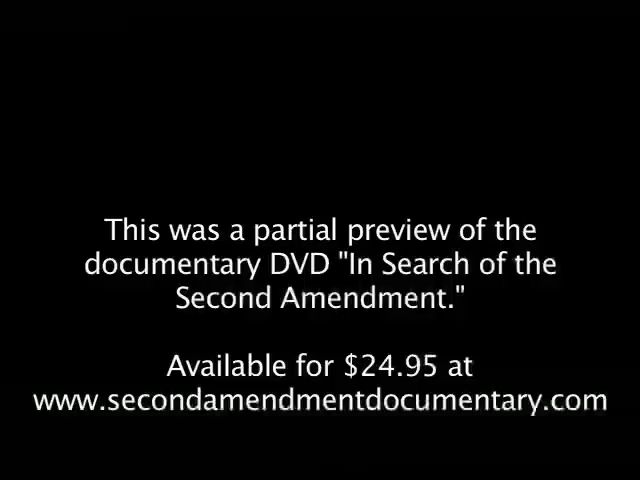 This was a partial preview of the
documentary DVD "In Search of the
Second Amendment."
Available for $24.95 at
www.secondamendmentdocumentary.com